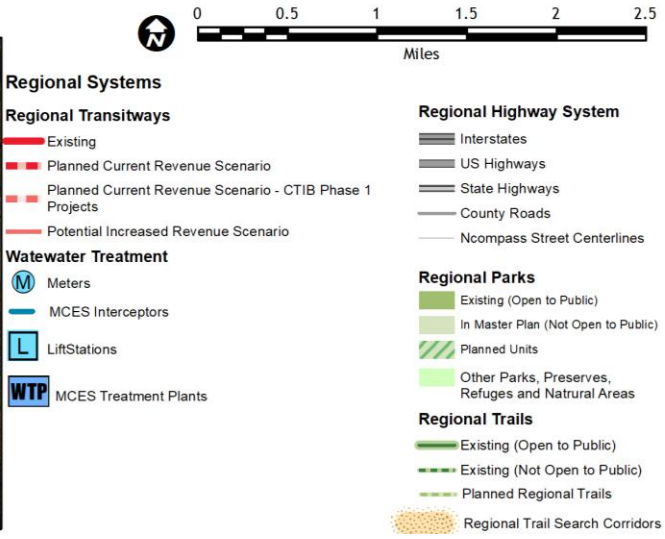 N
0 0.5 1 1.5 2 2.5
Miles
Regional Systems
Regional Transitways
Existing
Planned Current Revenue Scenario
Planned Current Revenue Scenario - CTIB Phase 1
Projects
Potential Increased Revenue Scenario
Watewater Treatment
M Meters
MCES Interceptors
L LiftStations
WTP MCES Treatment Plants
Regional Highway System
Interstates
US Highways
State Highways
County Roads
Ncompass Street Centerlines
Regional Parks
Existing (Open to Public)
In Master Plan (Not Open to Public)
Planned Units
Other Parks, Preserves,
Refuges and Natrural Areas
Regional Trails
Existing (Open to Public)
Existing (Not Open to Public)
Planned Regional Trails
Regional Trail Search Corridors